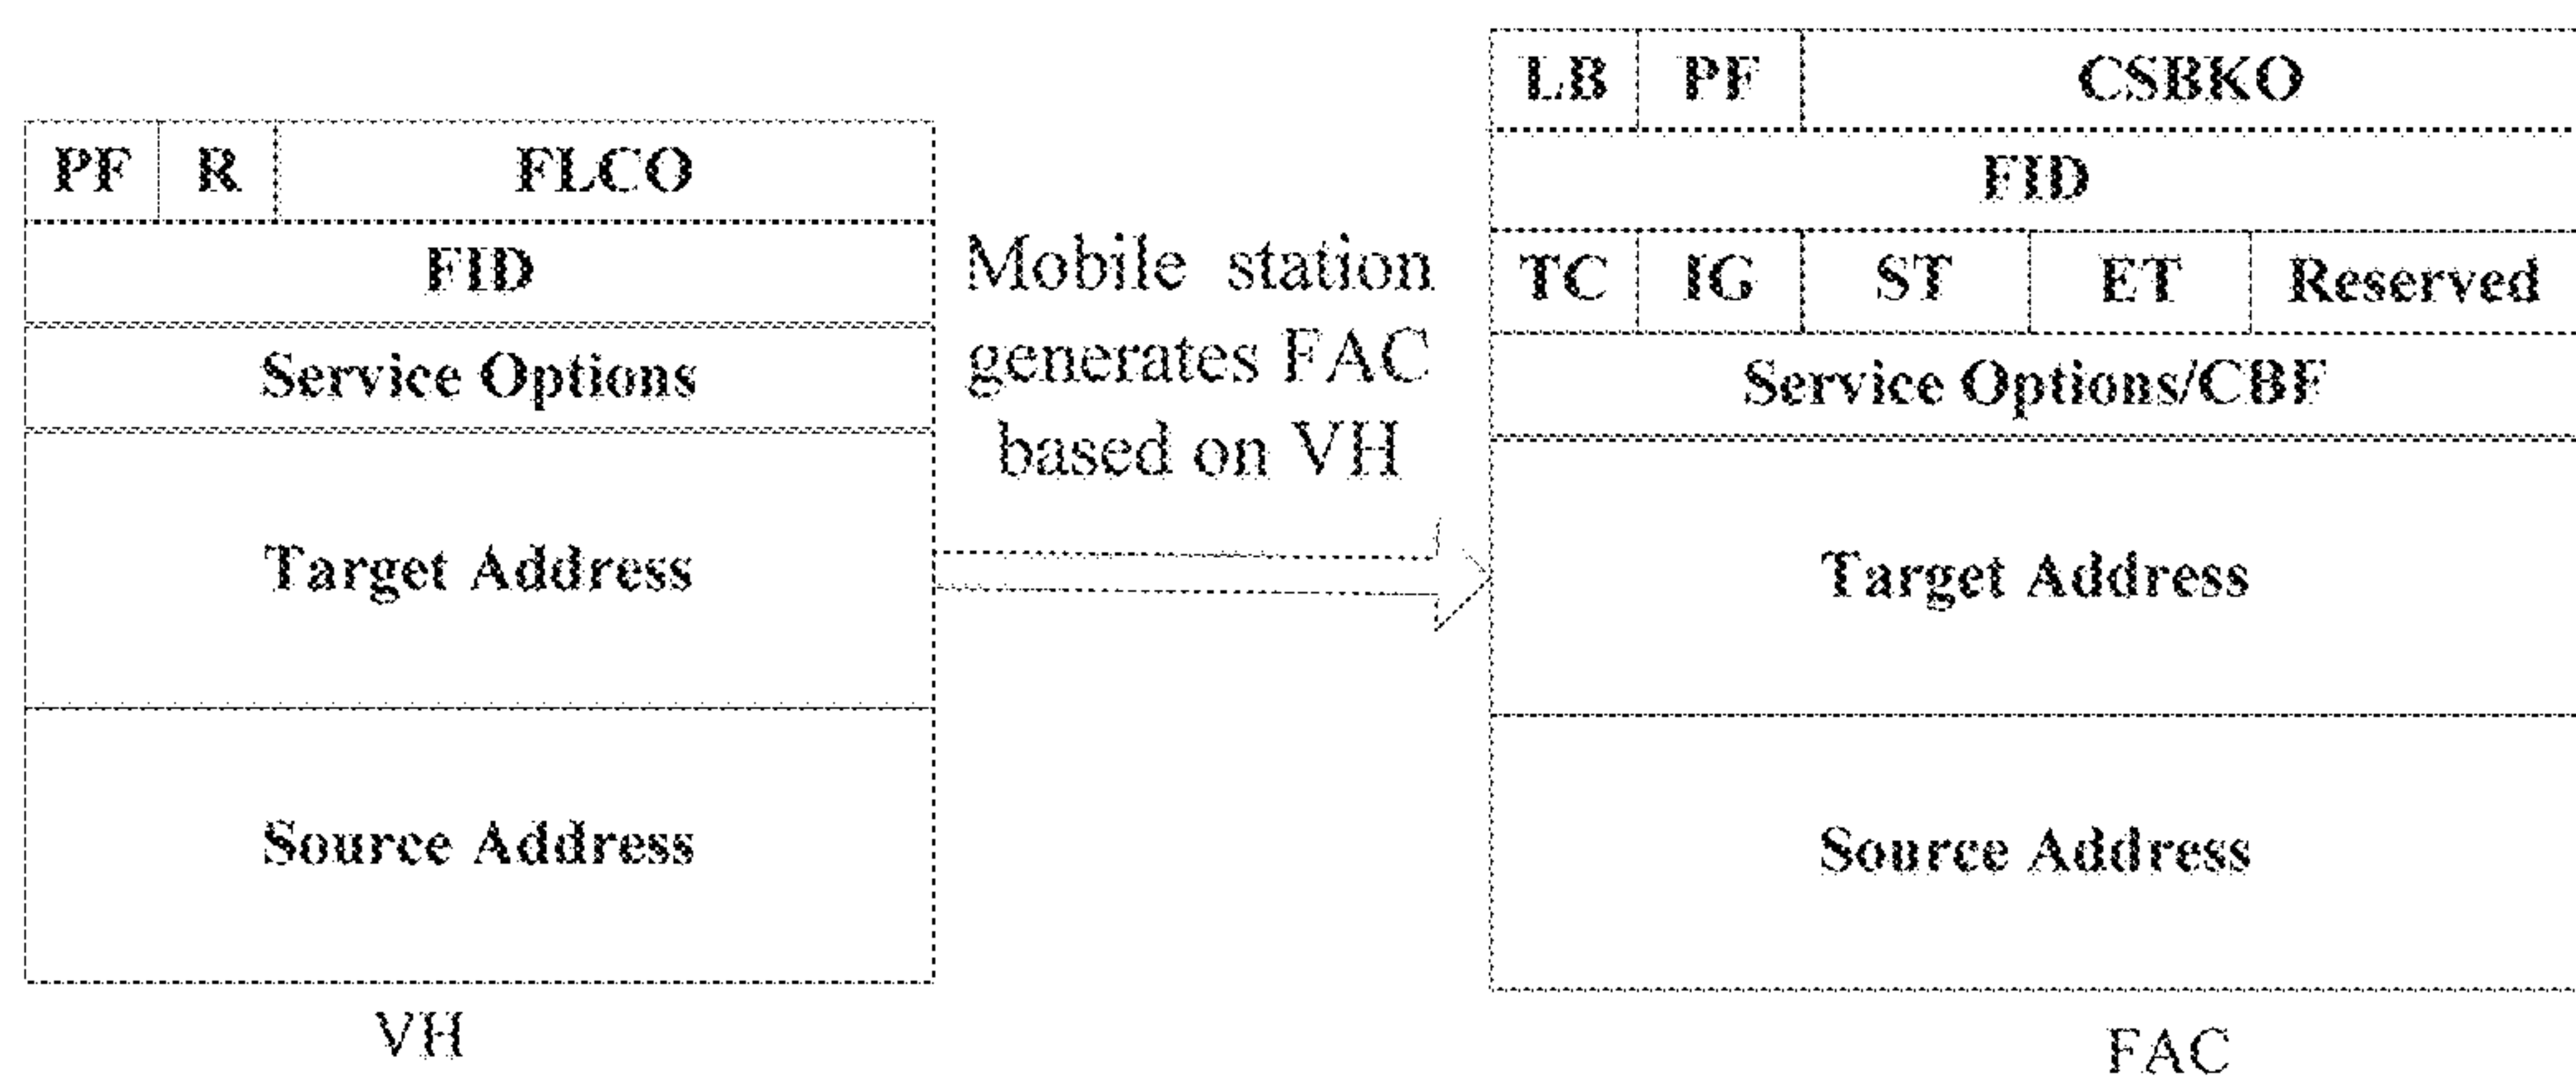 PF R FLCO
FID
Service Options
Target Address
Source Address
VH
Mobile station
generates FAC
based on VH
LB PF CSBKO
FID
TC IG ST ET Reserved
Service Options/CBF
Target Address
Source Address
FAC